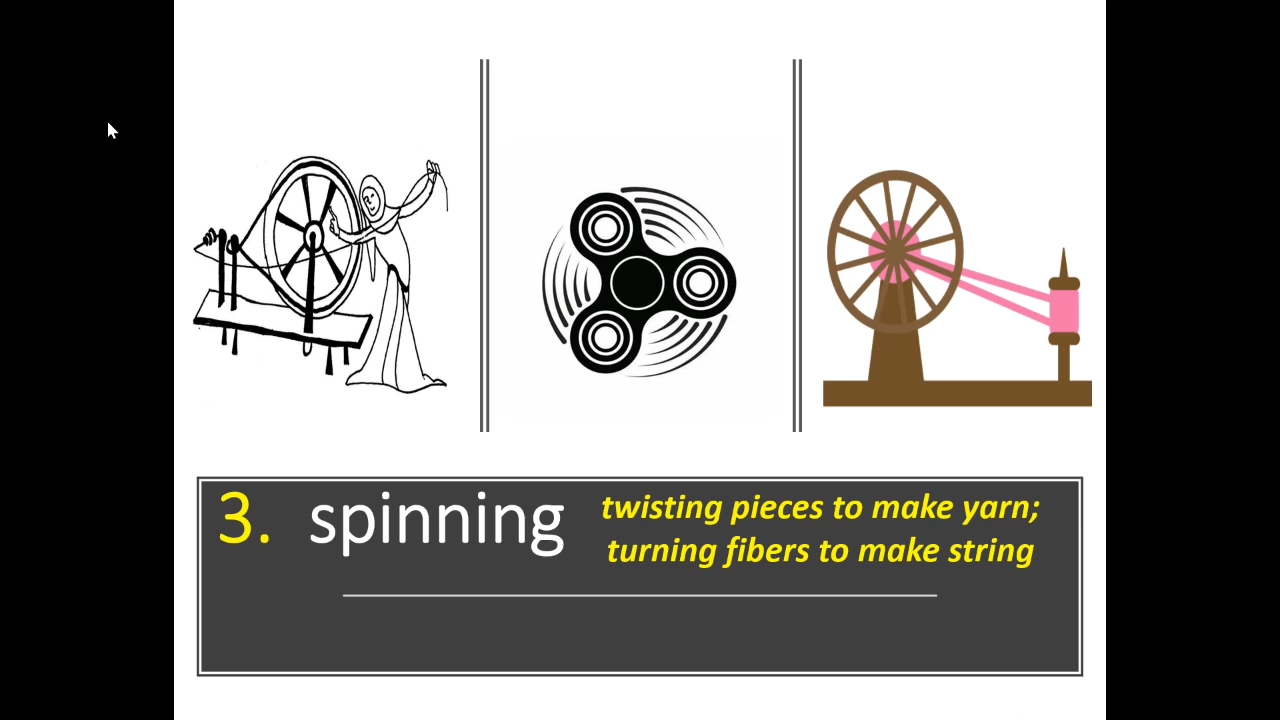 3. spinning
twisting pieces to make yarn;
turning fibers to make string